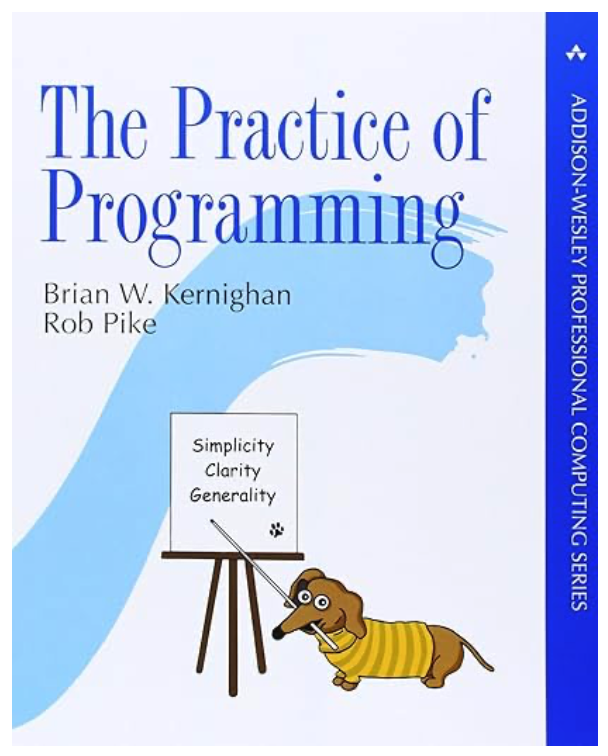 The Practice of
Programming
Brian W. Kernighan
Rob Pike
Simplicity
Clarity
Generality
ADDISON-WESLEY PROFESSIONAL COMPUTING SERIES